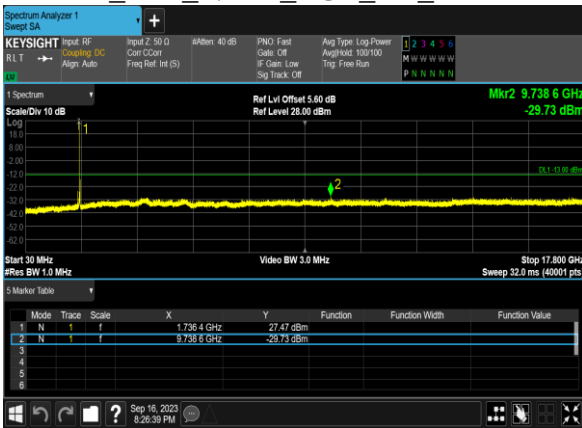 Spectrum Analyzer 1
Swept SA
+
KEYSIGHT Input: RF Input Z: 50 Ω #Atten: 40 dB PNO: Fast Avg Type: Log-Power 1 2 3 4 5 6
RLT Coupling: DC Corr CCorr Gate: Off Avg|Hold: 100/100 M W W W W W
Align: Auto Freq Ref: Int (S) IF Gain: Low Trig: Free Run
LV Sig Track: Off P N N N N N
1 Spectrum Ref Lvl Offset 5.60 dB Mkr2 9.738 6 GHz
Scale/Div 10 dB Ref Level 28.00 dBm -29.73 dBm
Log
18.0
8.00
-2.00
-12.0
-22.0
-32.0
-42.0
-52.0
-62.0
1
DL1 -13.00 dBm
2
Start 30 MHz Video BW 3.0 MHz Stop 17.800 GHz
#Res BW 1.0 MHz Sweep 32.0 ms (40001 pts)
5 Marker Table
Mode Trace Scale X Y Function Function Width Function Value
1 N 1 f 1.736 4 GHz 27.47 dBm
2 N 1 f 9.738 6 GHz -29.73 dBm
3
4
5
6
? Sep 16, 2023
8:26:39 PM